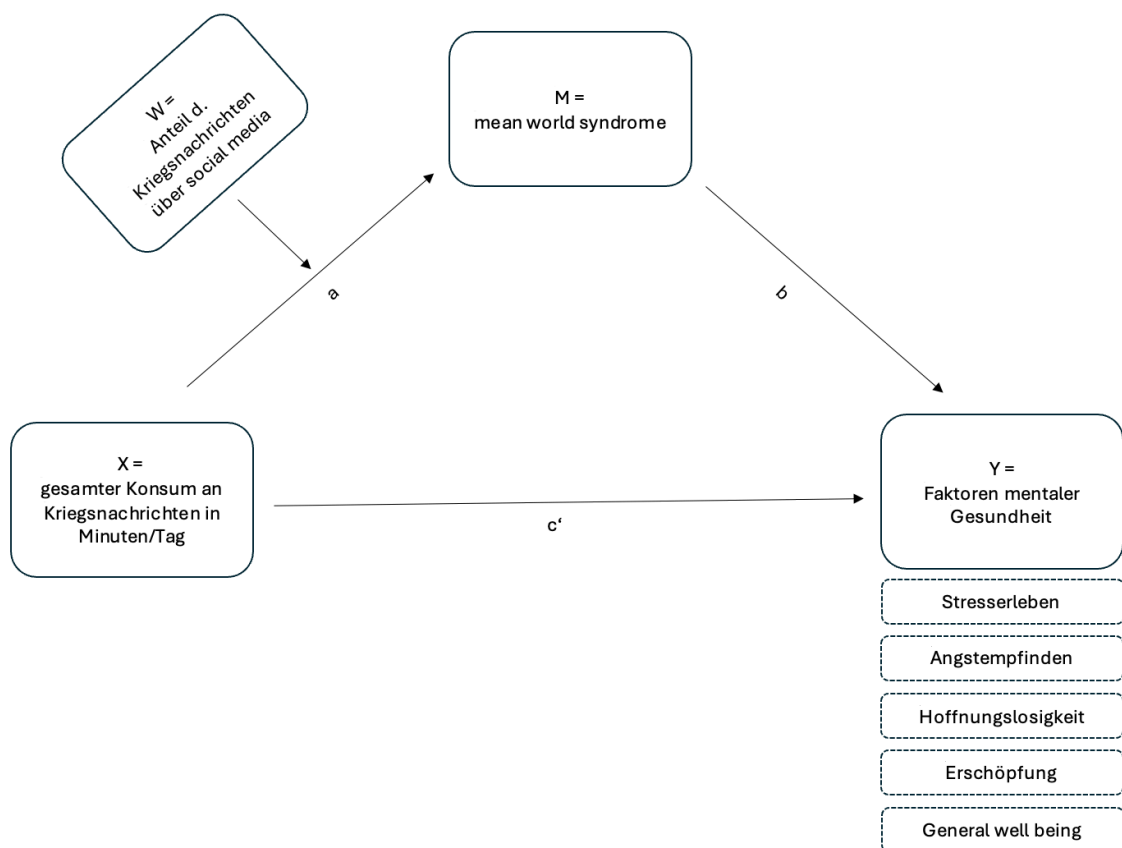 W =
Anteil d.
Kriegsnachrichten
über social media
M =
mean world syndrome
a
b
X =
gesamter Konsum an
Kriegsnachrichten in
Minuten/Tag
c‘
Y =
Faktoren mentaler
Gesundheit
Stresserleben
Angstempfinden
Hoffnungslosigkeit
Erschöpfung
General well being